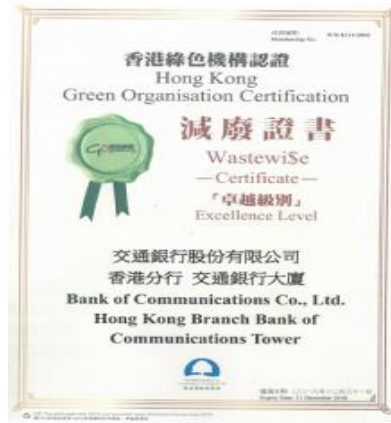 Membership No.
香港綠色機構認證
Hong Kong
Green Organisation Certification
減廢證書
Wastewi$e
—Certificate—
「卓越級別」
Excellence Level
交通銀行股份有限公司
香港分行 交通銀行大廈
Bank of Communications Co., Ltd.
Hong Kong Branch Bank of
Communications Tower